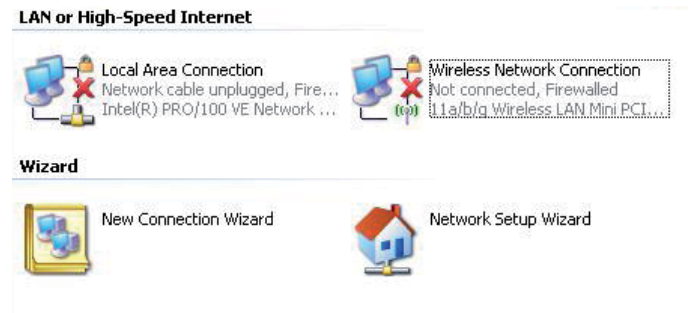 LAN or High-Speed Internet
Local Area Connection
Network cable unplugged, Fire...
Intel(R) PRO/100 VE Network ...
Wireless Network Connection
Not connected, Firewalled
11a/b/g Wireless LAN Mini PCI...
Wizard
New Connection Wizard
Network Setup Wizard